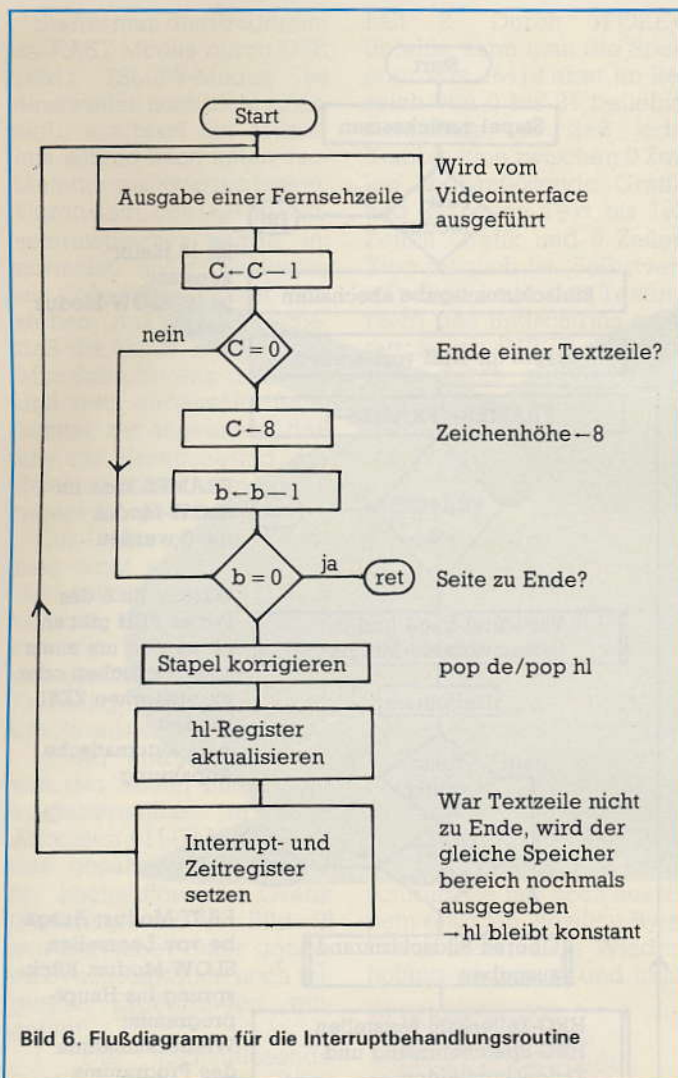 Start
Ausgabe einer Fernsehzeile
Wird vom
Videointerface
ausgeführt
C←C−1
nein
C = 0
Ende einer Textzeile?
C←8
Zeichenhöhe←8
b←b−1
b = 0
ja
ret
Seite zu Ende?
Stapel korrigieren
pop de/pop hl
hl-Register
aktualisieren
Interrupt- und
Zeitregister
setzen
War Textzeile nicht
zu Ende, wird der
gleiche Speicher
bereich nochmals
ausgegeben
→hl bleibt konstant
Bild 6. Flußdiagramm für die Interruptbehandlungsroutine